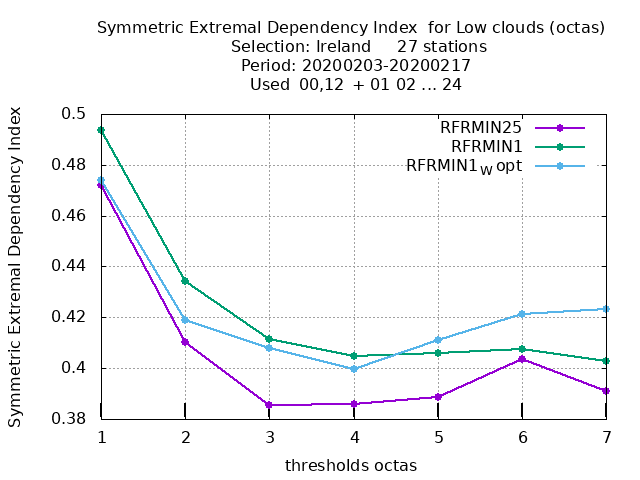 Symmetric Extremal Dependency Index  for Low clouds (octas)
Selection: Ireland     27 stations
Period: 20200203-20200217
Used  00,12  + 01 02 ... 24
Symmetric Extremal Dependency Index
0.5
0.48
0.46
0.44
0.42
0.4
0.38
RFRMIN25
RFRMIN1
RFRMIN1W opt
1 2 3 4 5 6 7
thresholds octas